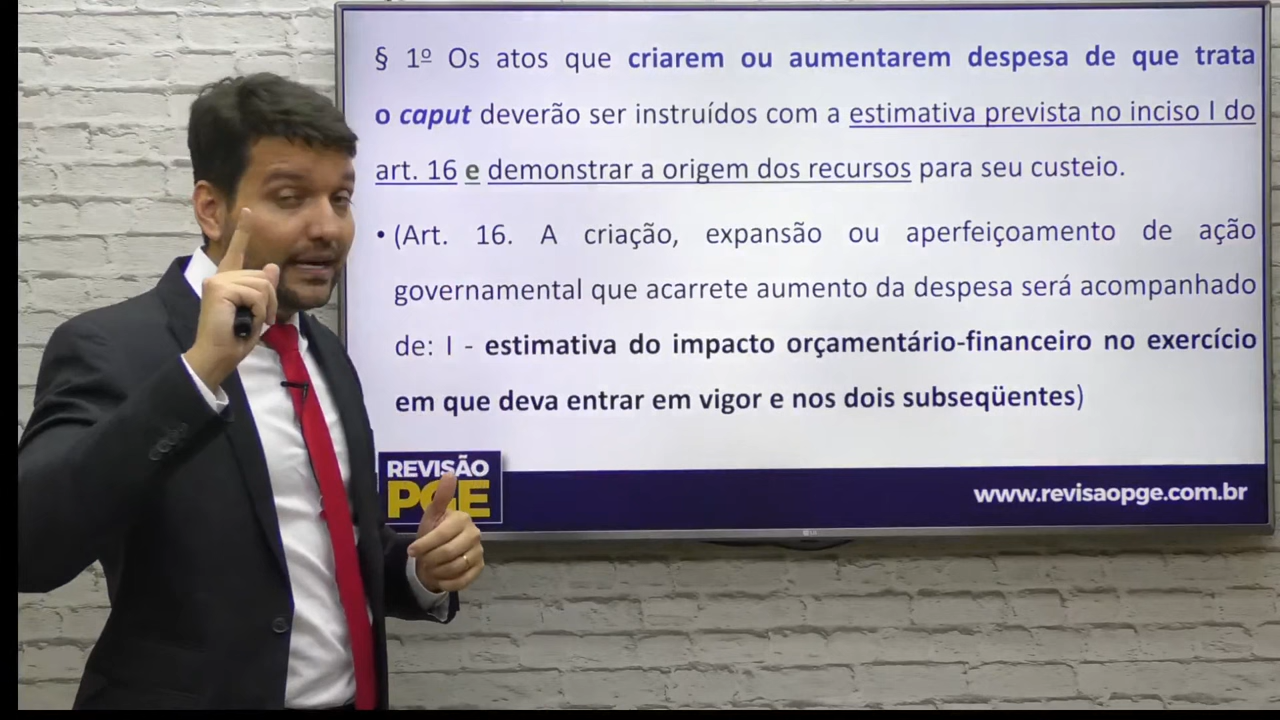 § 1º Os atos que criarem ou aumentarem despesa de que trata
o caput deverão ser instruídos com a estimativa prevista no inciso I do
art. 16 e demonstrar a origem dos recursos para seu custeio.
• (Art. 16. A criação, expansão ou aperfeiçoamento de ação
governamental que acarrete aumento da despesa será acompanhado
de: I - estimativa do impacto orçamentário-financeiro no exercício
em que deva entrar em vigor e nos dois subseqüentes)
REVISÃO
PGE
www.revisaopge.com.br
LG